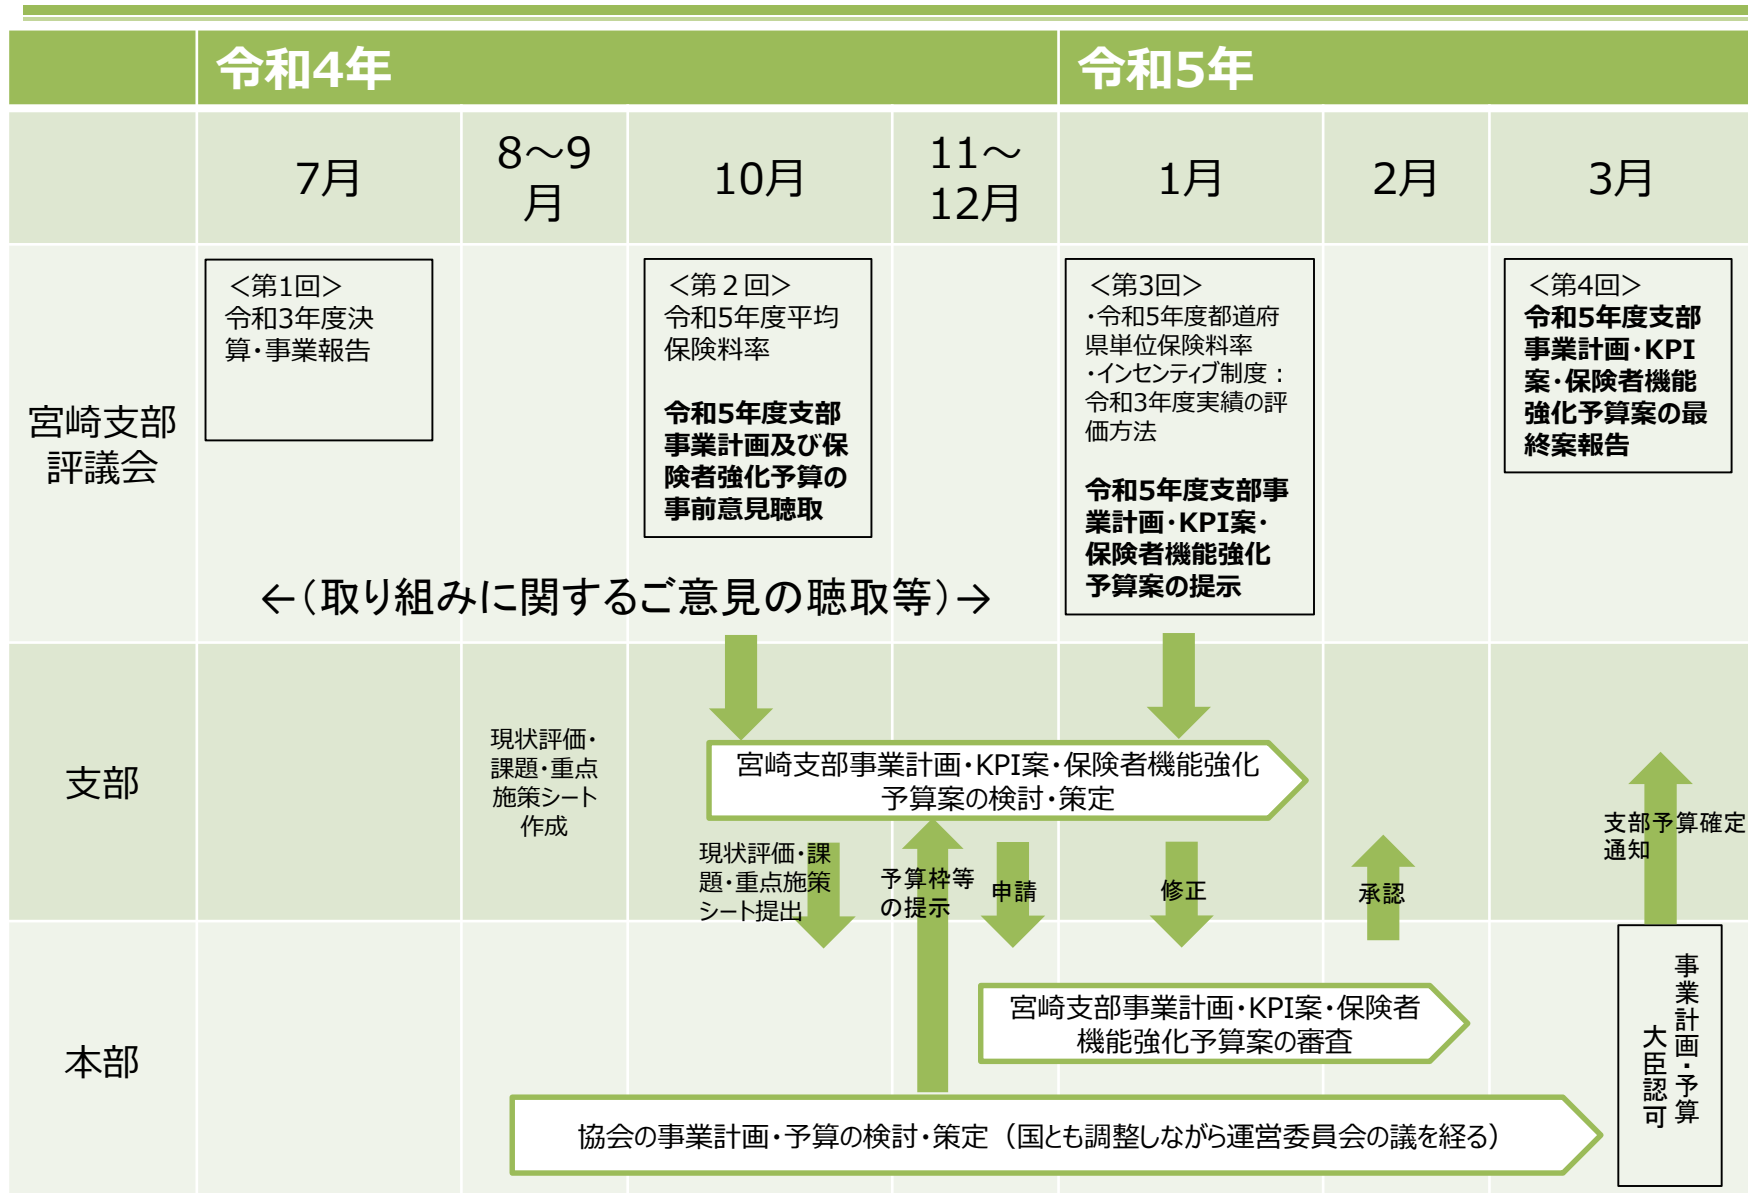 令和4年
令和5年
7月
8～9
月
10月
11～
12月
1月
2月
3月
宮崎支部
評議会
＜第1回＞
令和3年度決
算・事業報告
＜第２回＞
令和5年度平均
保険料率
令和5年度支部
事業計画及び保
険者強化予算の
事前意見聴取
＜第3回＞
・令和5年度都道府
県単位保険料率
・インセンティブ制度：
令和3年度実績の評
価方法
令和5年度支部事
業計画・KPI案・
保険者機能強化
予算案の提示
＜第4回＞
令和5年度支部
事業計画・KPI
案・保険者機能
強化予算案の最
終案報告
←（取り組みに関するご意見の聴取等）→
支部
現状評価・
課題・重点
施策シート
作成
宮崎支部事業計画・KPI案・保険者機能強化
予算案の検討・策定
現状評価・課
題・重点施策
シート提出
予算枠等
の提示
申請
修正
承認
支部予算確定
通知
本部
宮崎支部事業計画・KPI案・保険者
機能強化予算案の審査
事業計画・予算
大臣認可
協会の事業計画・予算の検討・策定（国とも調整しながら運営委員会の議を経る）